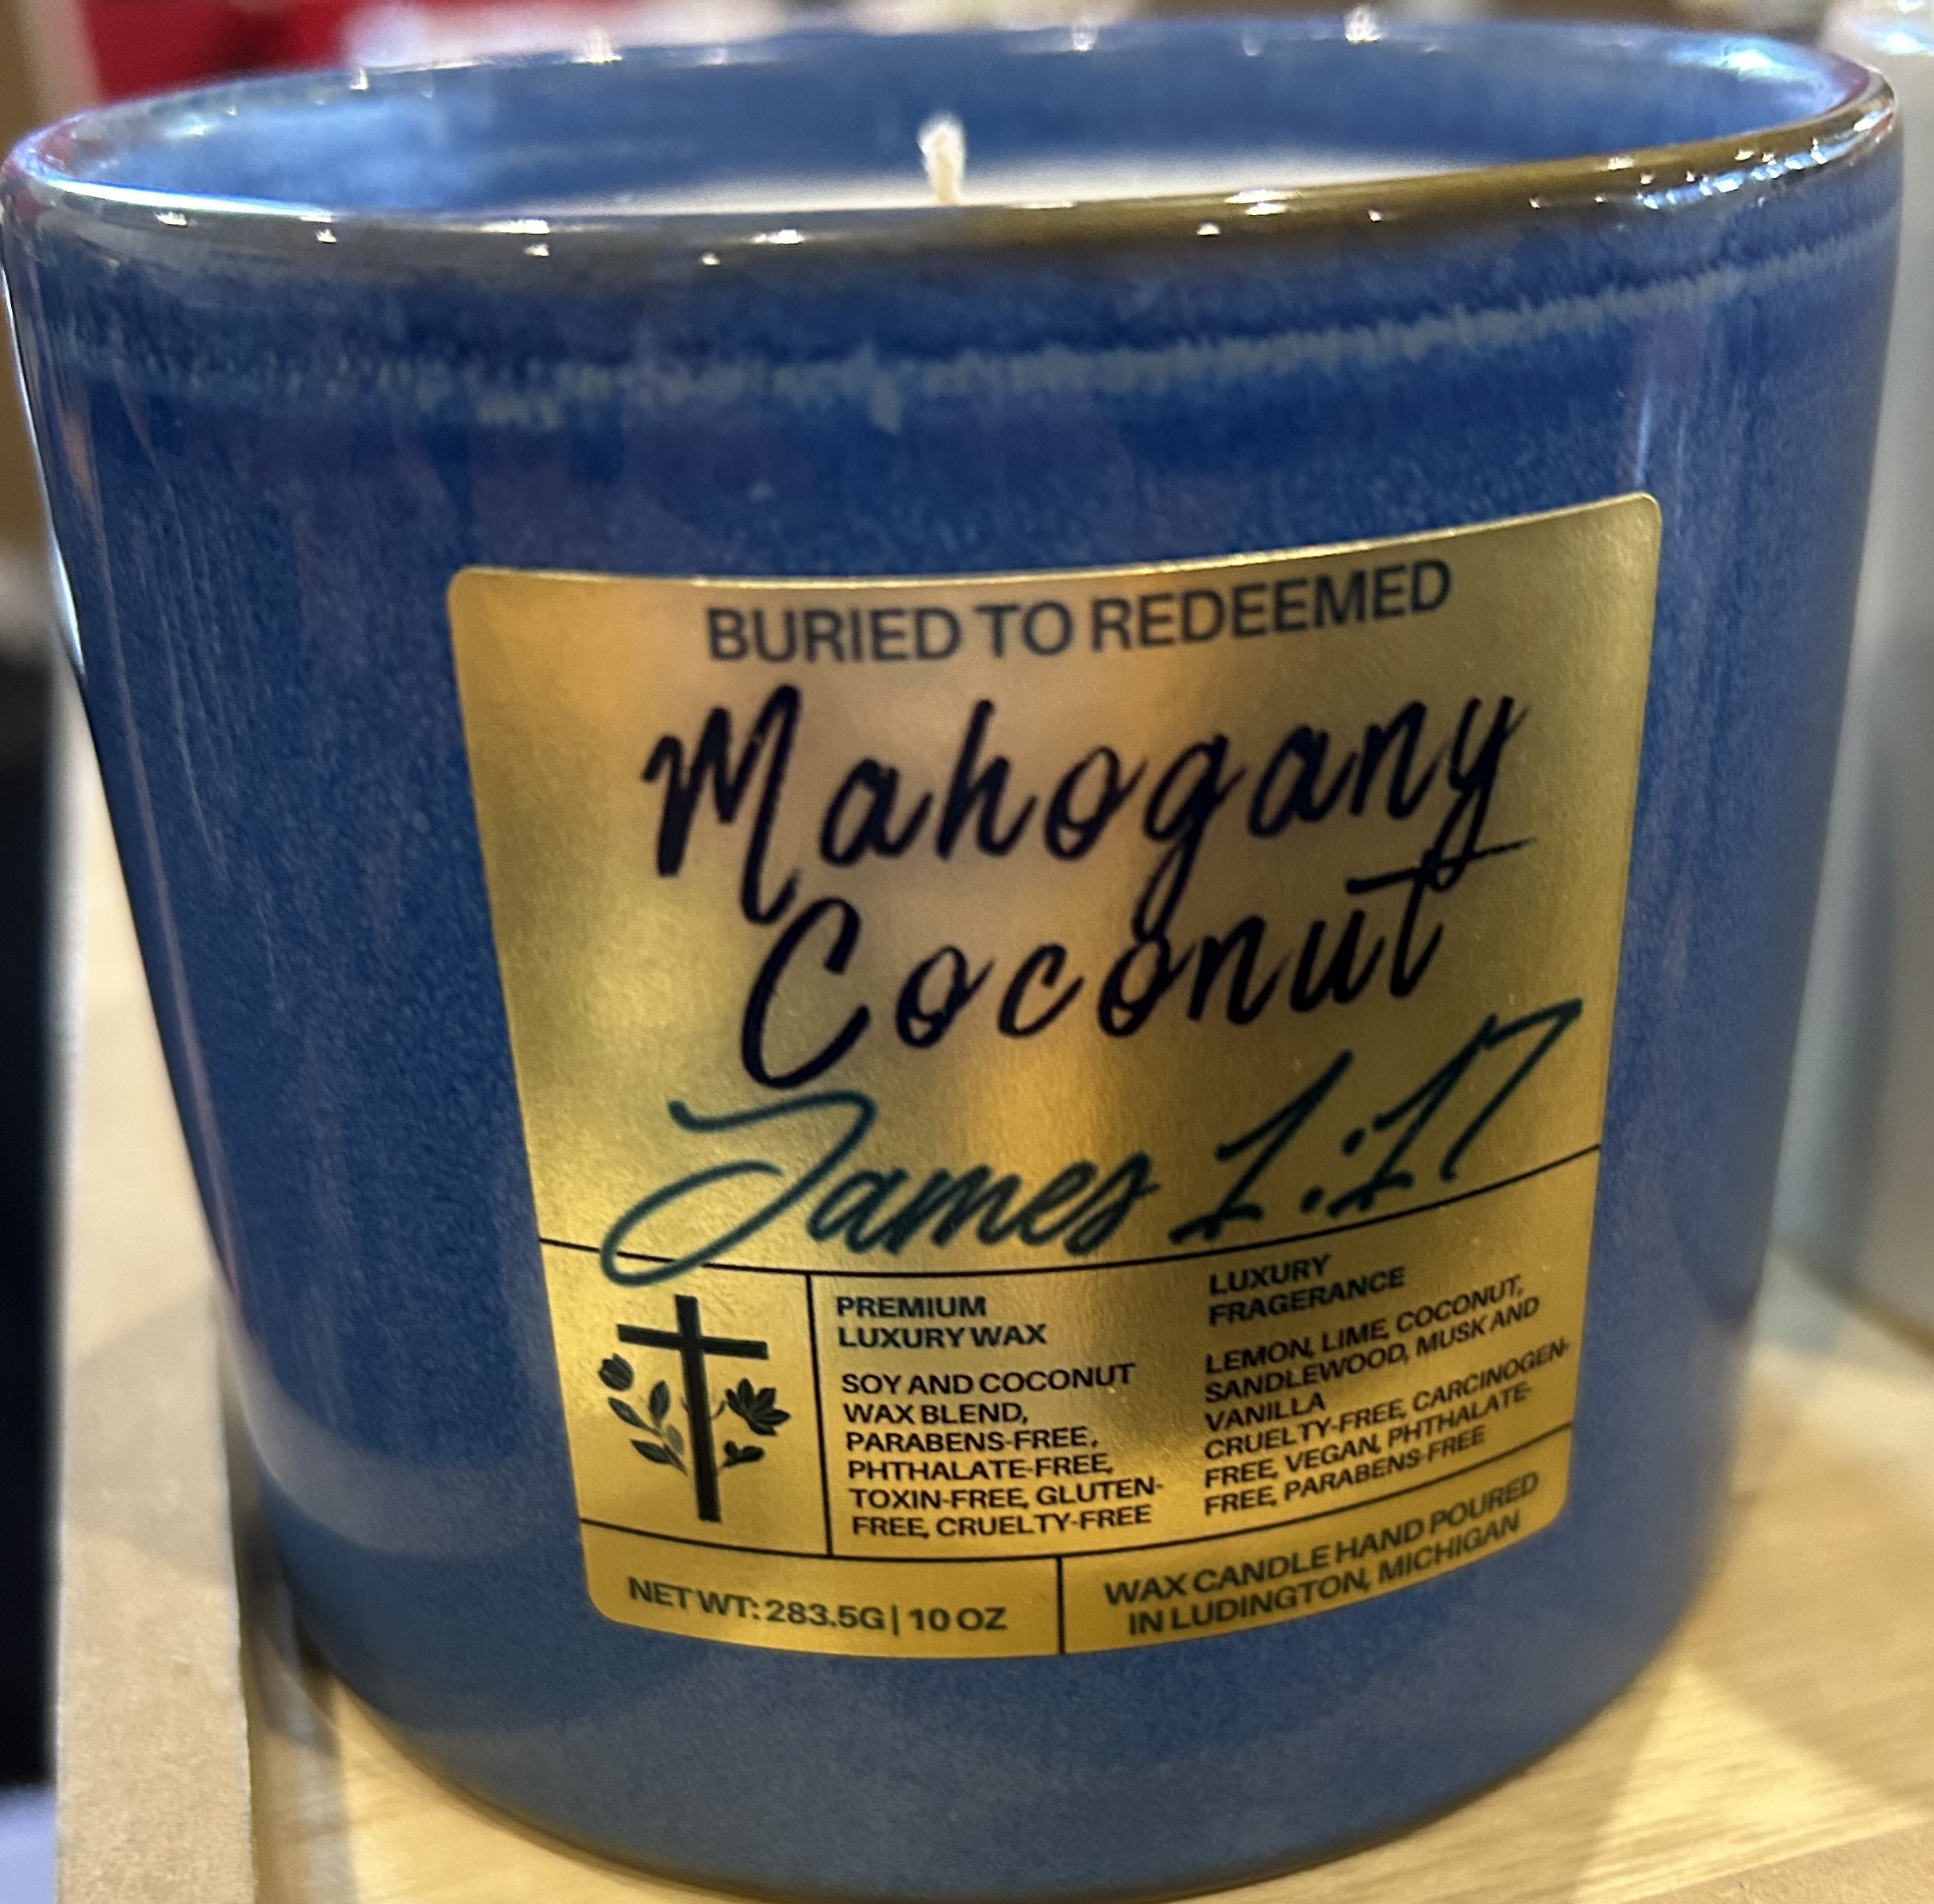 BURIED TO REDEEMED
Mahogany
Coconut
James 1:17
PREMIUM
LUXURY WAX
SOY AND COCONUT
WAX BLEND,
PARABENS-FREE,
PHTHALATE-FREE,
TOXIN-FREE, GLUTEN-
FREE, CRUELTY-FREE
LUXURY
FRAGERANCE
LEMON, LIME, COCONUT,
SANDLEWOOD, MUSK AND
VANILLA
CRUELTY-FREE, CARCINOGEN-
FREE, VEGAN, PHTHALATE-
FREE, PARABENS-FREE
NET WT: 283.5G | 10 OZ
WAX CANDLE HAND POURED
IN LUDINGTON, MICHIGAN